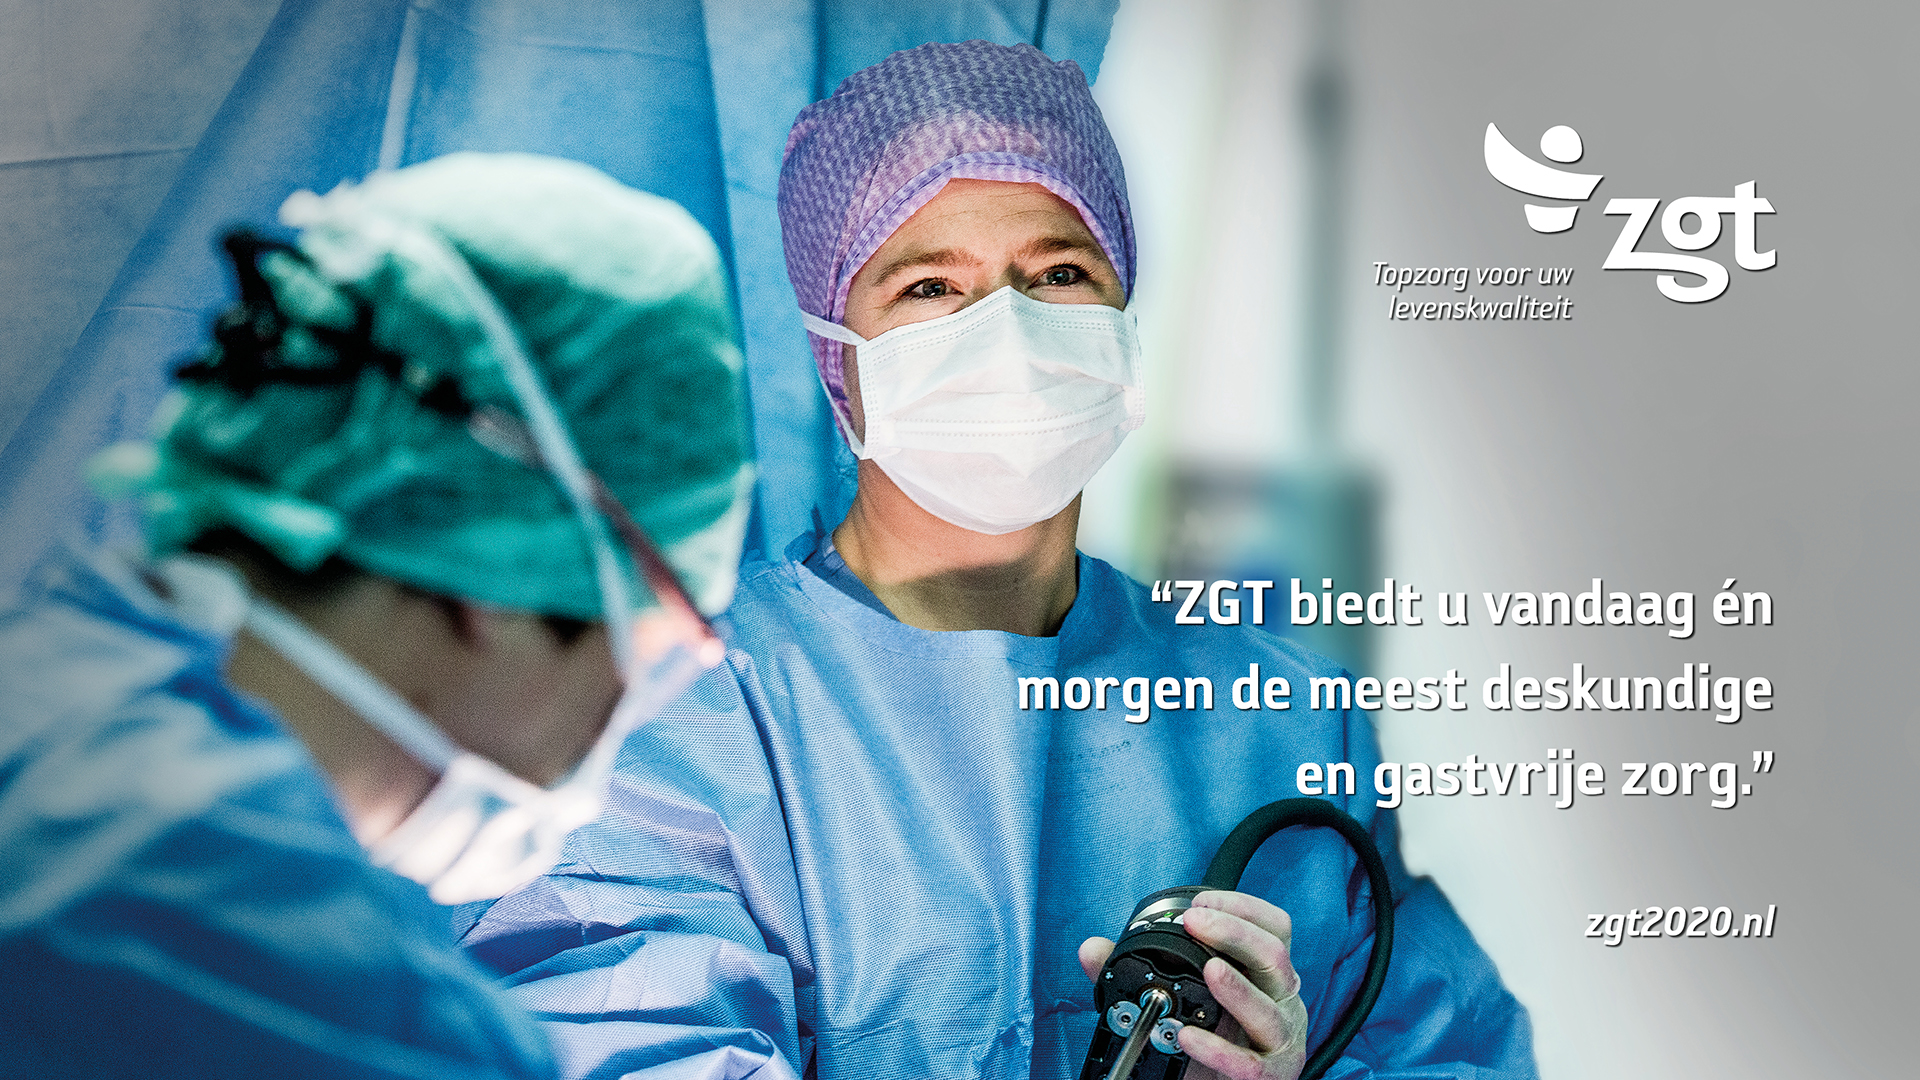 zgt
Topzorg voor uw
levenskwaliteit
“ZGT biedt u vandaag én
morgen de meest deskundige
en gastvrije zorg.”
zgt2020.nl